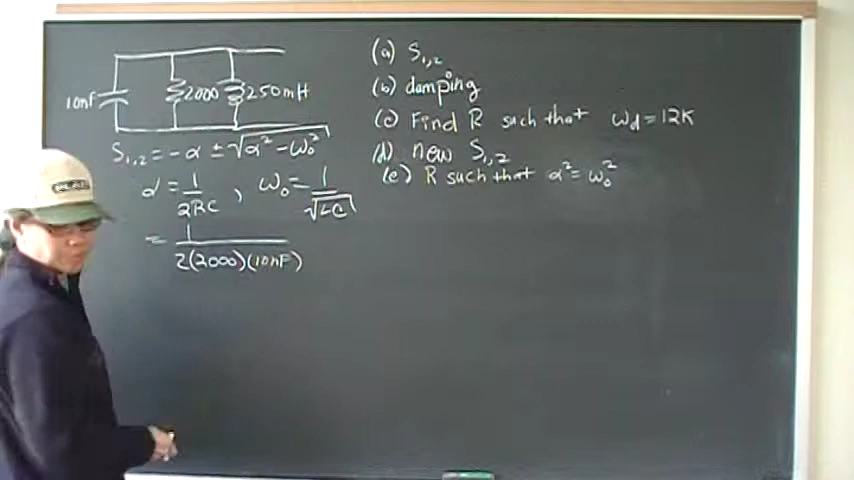 10nF 2000 250mH
S₁,₂ = -α ± √α² - ω₀²
α = 1/2RC , ω₀ = 1/√LC
= 1/2(2000)(10nF)
(a) S₁,₂
(b) damping
(c) Find R such that ω_d = 12K
(d) new S₁,₂
(e) R such that α² = ω₀²